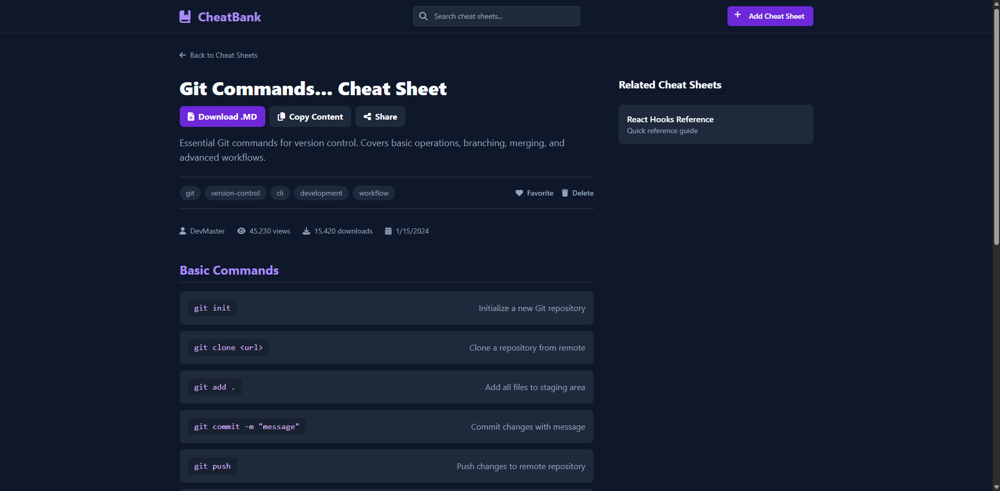 CheatBank
Search cheat sheets...
Add Cheat Sheet
Back to Cheat Sheets
Git Commands... Cheat Sheet
Download .MD
Copy Content
Share
Essential Git commands for version control. Covers basic operations, branching, merging, and
advanced workflows.
git
version-control
cli
development
workflow
Favorite
Delete
DevMaster
45,230 views
15,420 downloads
1/15/2024
Basic Commands
git init
Initialize a new Git repository
git clone <url>
Clone a repository from remote
git add .
Add all files to staging area
git commit -m "message"
Commit changes with message
git push
Push changes to remote repository
Related Cheat Sheets
React Hooks Reference
Quick reference guide